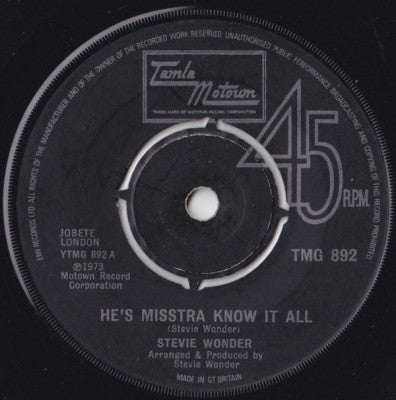 EMI RECORDS LTD ALL RIGHTS OF THE MANUFACTURER AND OF THE OWNER OF THE RECORDED WORK RESERVED UNAUTHORISED PUBLIC PERFORMANCE BROADCASTING AND COPYING OF THIS RECORD PROHIBITED
Tamla
Motown
TRADE MARK OF MOTOWN RECORD CORPORATION
45
R.P.M.
JOBETE
LONDON
YTMG 892 A
℗1973
Motown Record
Corporation
TMG 892
HE'S MISSTRA KNOW IT ALL
(Stevie Wonder)
STEVIE WONDER
Arranged & Produced by
Stevie Wonder
MADE IN GT BRITAIN